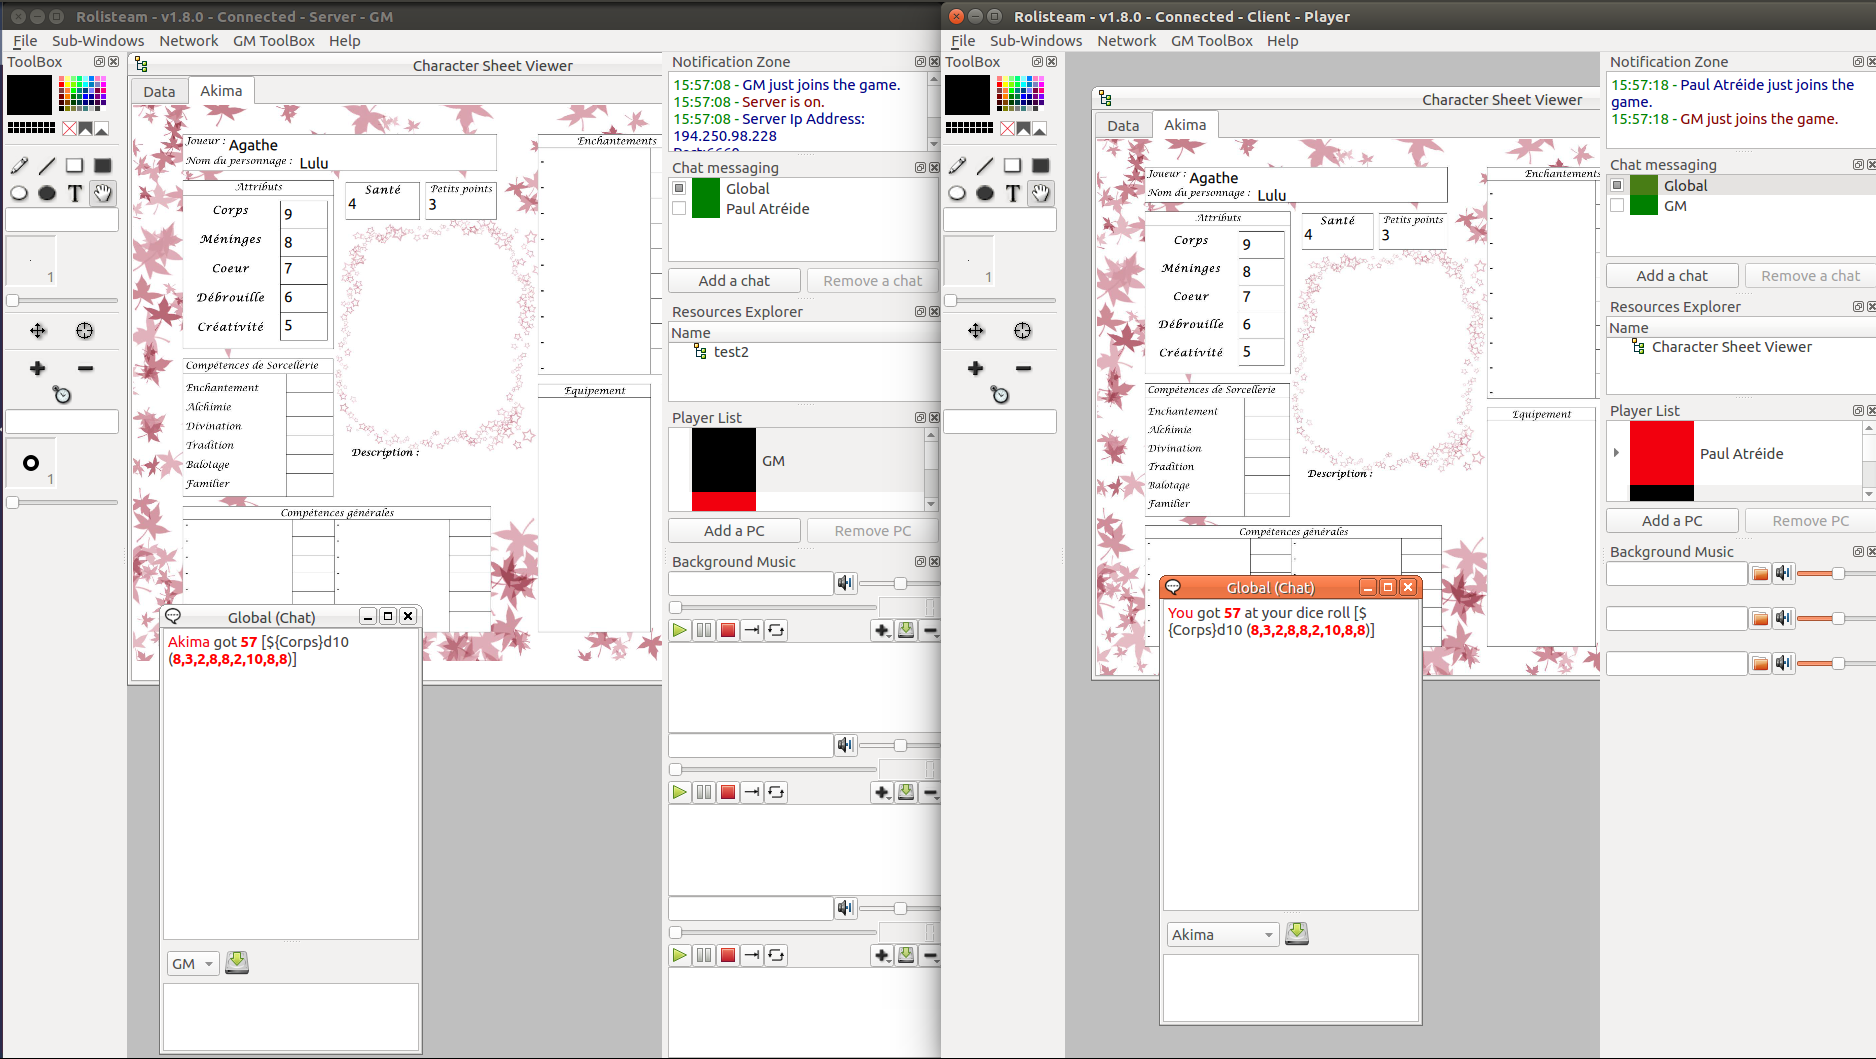 Rolisteam - v1.8.0 - Connected - Server - GM
File Sub-Windows Network GM ToolBox Help
ToolBox
1
1
Character Sheet Viewer
Data Akima
Joueur : Agathe
Nom du personnage : Lulu
Attributs
Corps 9
Méninges 8
Coeur 7
Débrouille 6
Créativité 5
Santé
4
Petits points
3
Enchantements
-
-
-
-
-
-
-
-
Compétences de Sorcellerie
Enchantement
Alchimie
Divination
Tradition
Balotage
Familier
Description :
Equipement
Compétences générales
Global (Chat)
Akima got 57 [${Corps}d10
(8,3,2,8,8,2,10,8,8)]
GM
Notification Zone
15:57:08 - GM just joins the game.
15:57:08 - Server is on.
15:57:08 - Server Ip Address:
194.250.98.228
Chat messaging
Global
Paul Atréide
Add a chat Remove a chat
Resources Explorer
Name
test2
Player List
GM
Add a PC Remove PC
Background Music
Rolisteam - v1.8.0 - Connected - Client - Player
File Sub-Windows Network GM ToolBox Help
ToolBox
1
Character Sheet Viewer
Data Akima
Joueur : Agathe
Nom du personnage : Lulu
Attributs
Corps 9
Méninges 8
Coeur 7
Débrouille 6
Créativité 5
Santé
4
Petits points
3
Enchantements
-
-
-
-
-
-
-
-
Compétences de Sorcellerie
Enchantement
Alchimie
Divination
Tradition
Balotage
Familier
Description :
Equipement
Compétences générales
Global (Chat)
You got 57 at your dice roll [$
{Corps}d10 (8,3,2,8,8,2,10,8,8)]
Akima
Notification Zone
15:57:18 - Paul Atréide just joins the
game.
15:57:18 - GM just joins the game.
Chat messaging
Global
GM
Add a chat Remove a chat
Resources Explorer
Name
Character Sheet Viewer
Player List
Paul Atréide
Add a PC Remove PC
Background Music